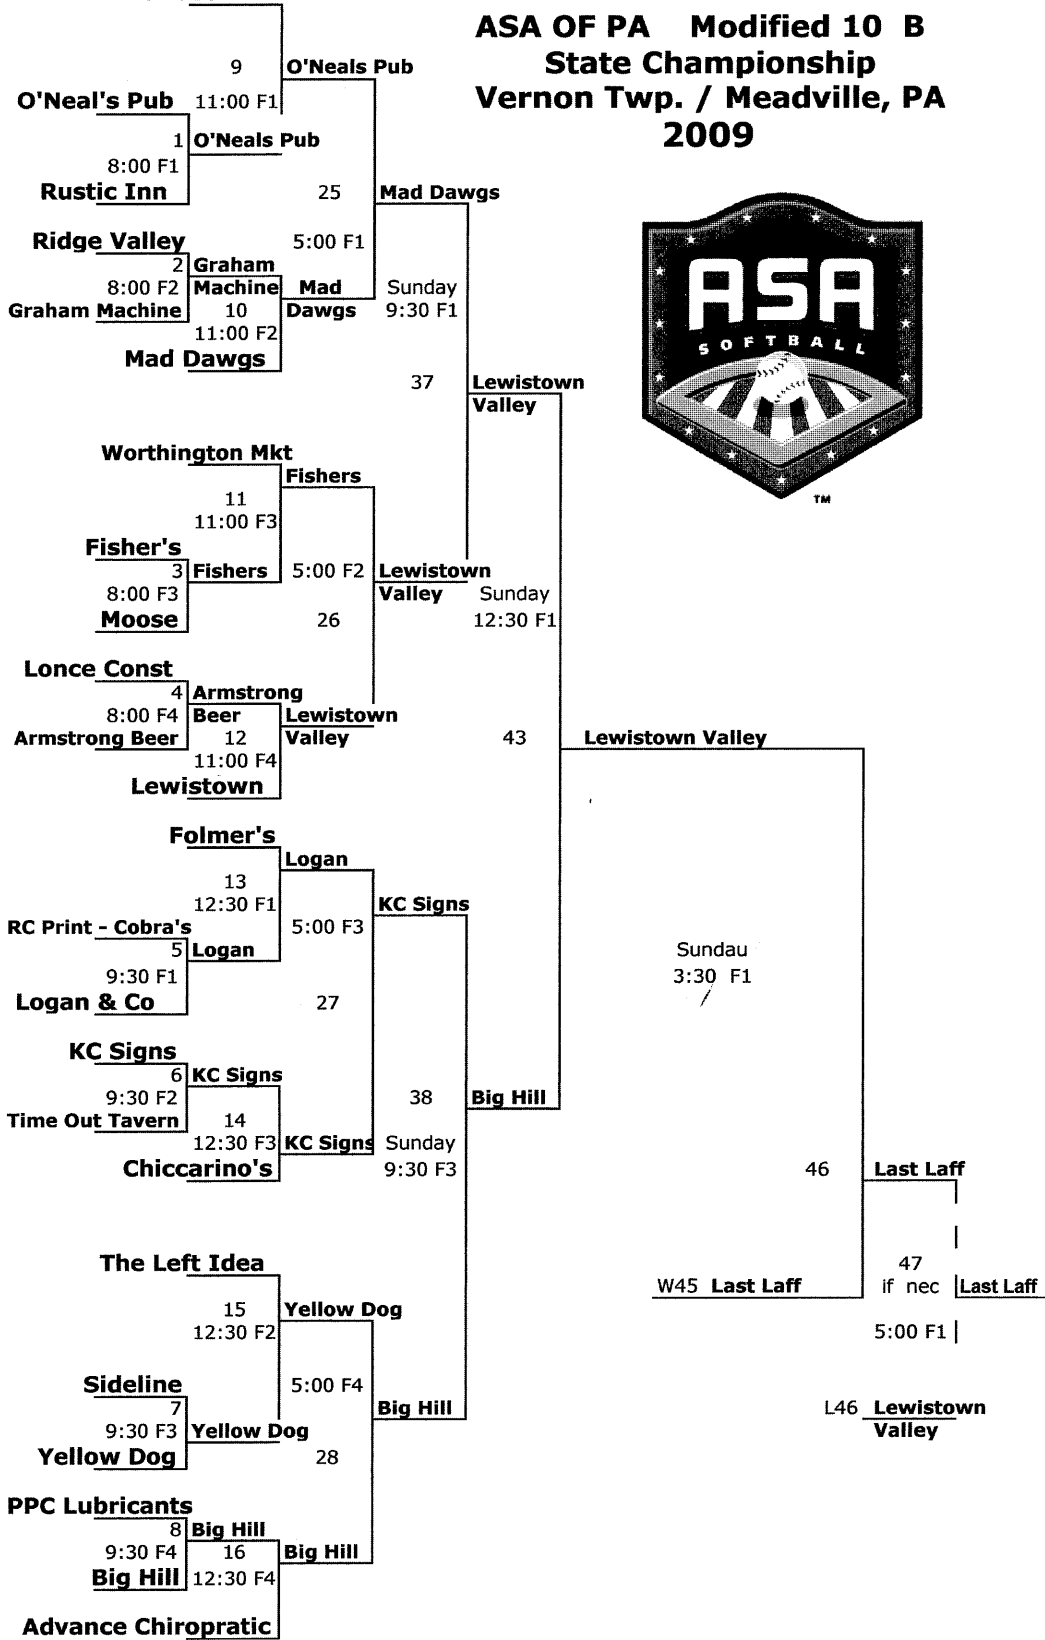 ASA OF PA Modified 10 B
State Championship
Vernon Twp. / Meadville, PA
2009
9
O'Neals Pub
O'Neal's Pub
11:00 F1
1
O'Neals Pub
8:00 F1
Rustic Inn
25
Mad Dawgs
Ridge Valley
5:00 F1
2
Graham
8:00 F2
Machine
Mad
Sunday
Graham Machine
10
Dawgs
9:30 F1
11:00 F2
Mad Dawgs
37
Lewistown
Valley
ASA
SOFTBALL
TM
Worthington Mkt
Fishers
11
11:00 F3
Fisher's
3
Fishers
5:00 F2
Lewistown
8:00 F3
Valley
Sunday
Moose
26
12:30 F1
Lonce Const
4
Armstrong
8:00 F4
Beer
Lewistown
Armstrong Beer
12
Valley
43
Lewistown Valley
11:00 F4
Lewistown
Folmer's
Logan
13
12:30 F1
KC Signs
RC Print - Cobra's
5:00 F3
5
Logan
9:30 F1
Logan & Co
27
Sundau
3:30 F1
KC Signs
6
KC Signs
9:30 F2
38
Big Hill
Time Out Tavern
14
12:30 F3
KC Signs
Sunday
Chiccarino's
9:30 F3
46
Last Laff
The Left Idea
47
W45 Last Laff
if nec
Last Laff
15
Yellow Dog
12:30 F2
5:00 F1
Sideline
5:00 F4
7
Big Hill
L46 Lewistown
Valley
9:30 F3
Yellow Dog
Yellow Dog
28
PPC Lubricants
8
Big Hill
9:30 F4
16
Big Hill
Big Hill
12:30 F4
Advance Chiropratic